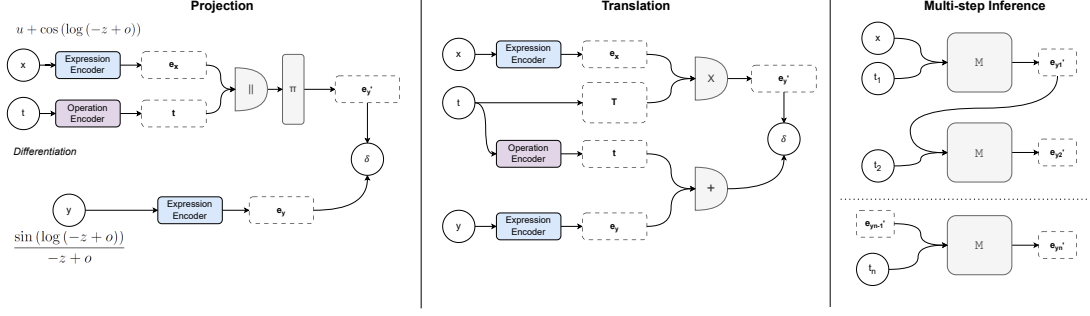 Projection
u + cos (log (−z + o))
x
Expression
Encoder
e_x
t
Operation
Encoder
t
||
π
e_y'
Differentiation
δ
y
Expression
Encoder
e_y
sin (log (−z + o))
−z + o
Translation
x
Expression
Encoder
e_x
X
e_y'
t
T
Operation
Encoder
t
δ
+
y
Expression
Encoder
e_y
Multi-step Inference
x
t_1
M
e_y1'
t_2
M
e_y2'
e_yn-1'
t_n
M
e_yn'